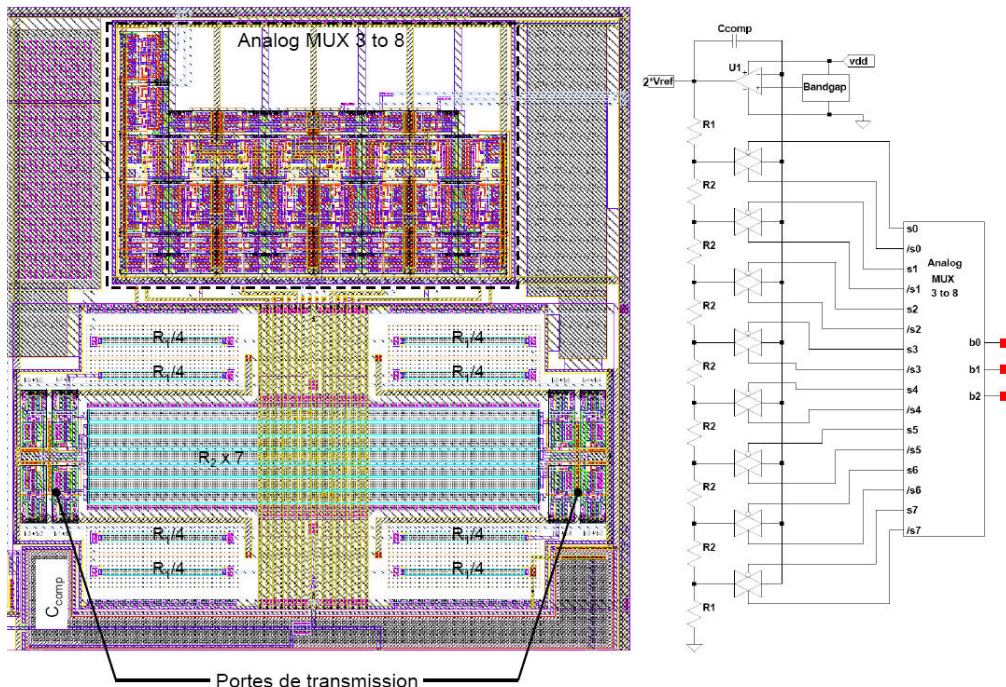 Analog MUX 3 to 8
R1/4
R1/4
R1/4
R1/4
R2 x 7
R1/4
R1/4
R1/4
R1/4
Ccomp
Portes de transmission
Ccomp
U1
+
vdd
2*Vref
Bandgap
R1
R2
R2
R2
R2
R2
R2
R2
R1
s0
/s0
s1
/s1
s2
/s2
s3
/s3
s4
/s4
s5
/s5
s6
/s6
s7
/s7
Analog
MUX
3 to 8
b0
b1
b2